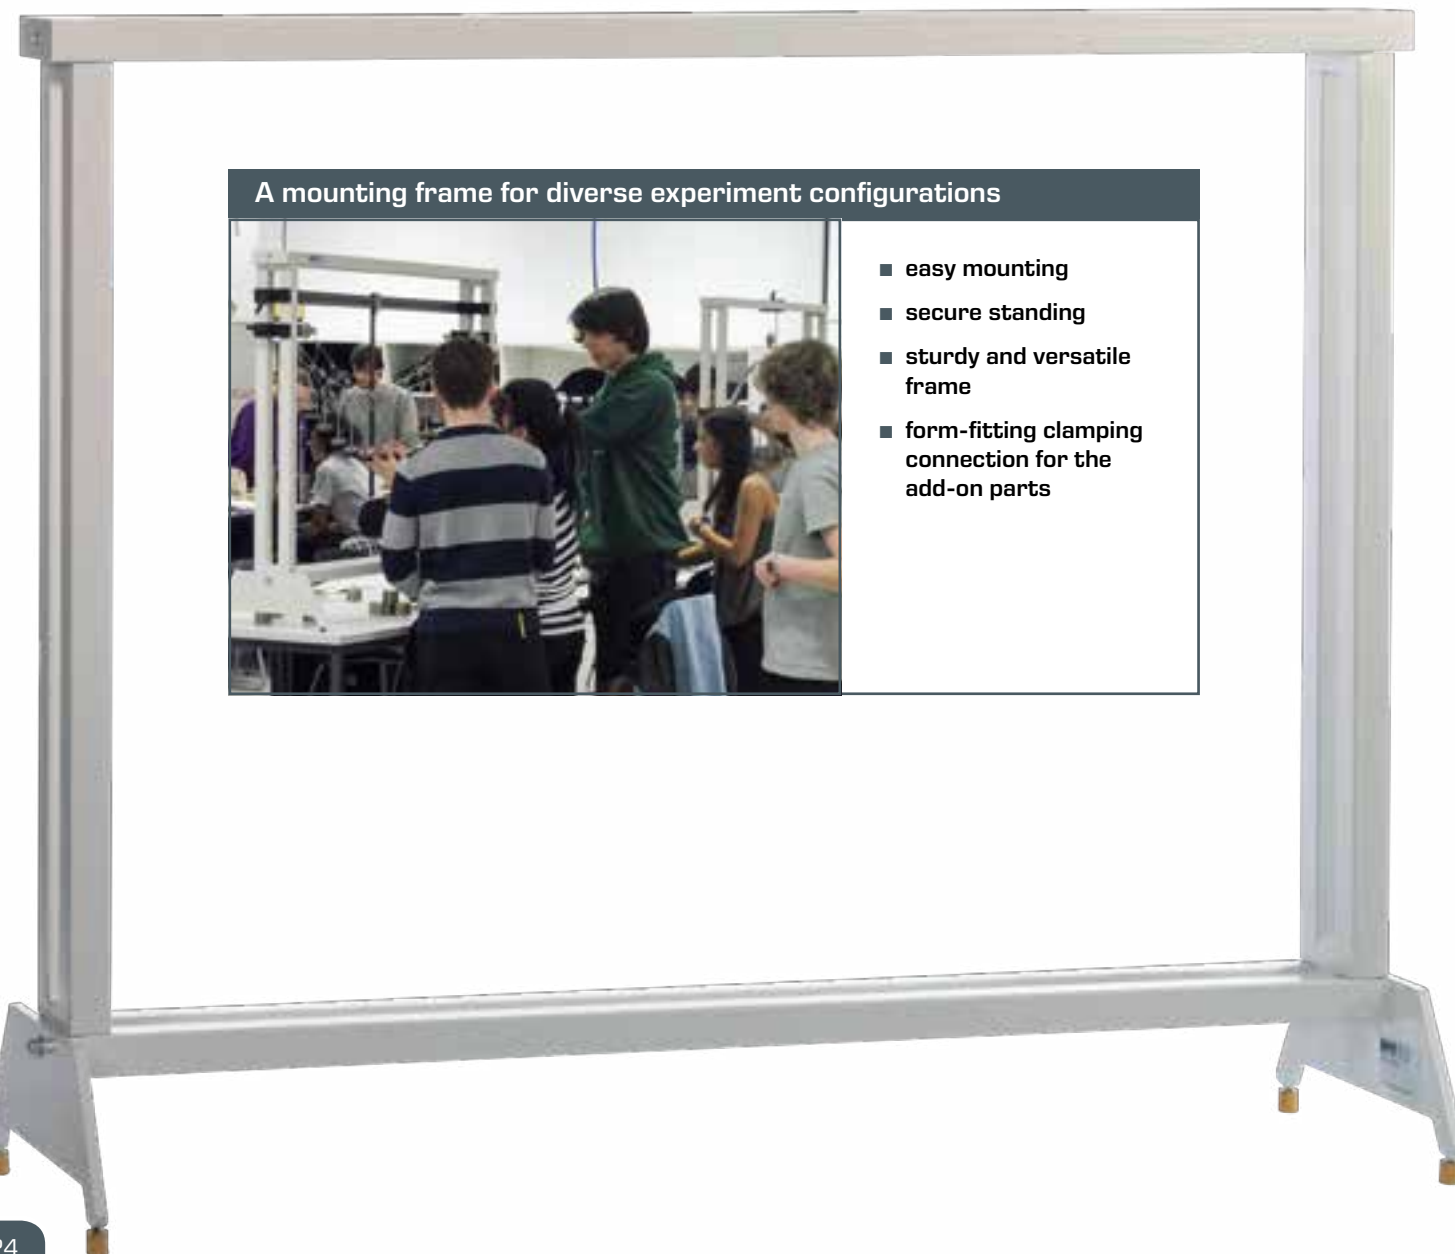 A mounting frame for diverse experiment configurations
■ easy mounting
■ secure standing
■ sturdy and versatile
frame
■ form-fitting clamping
connection for the
add-on parts